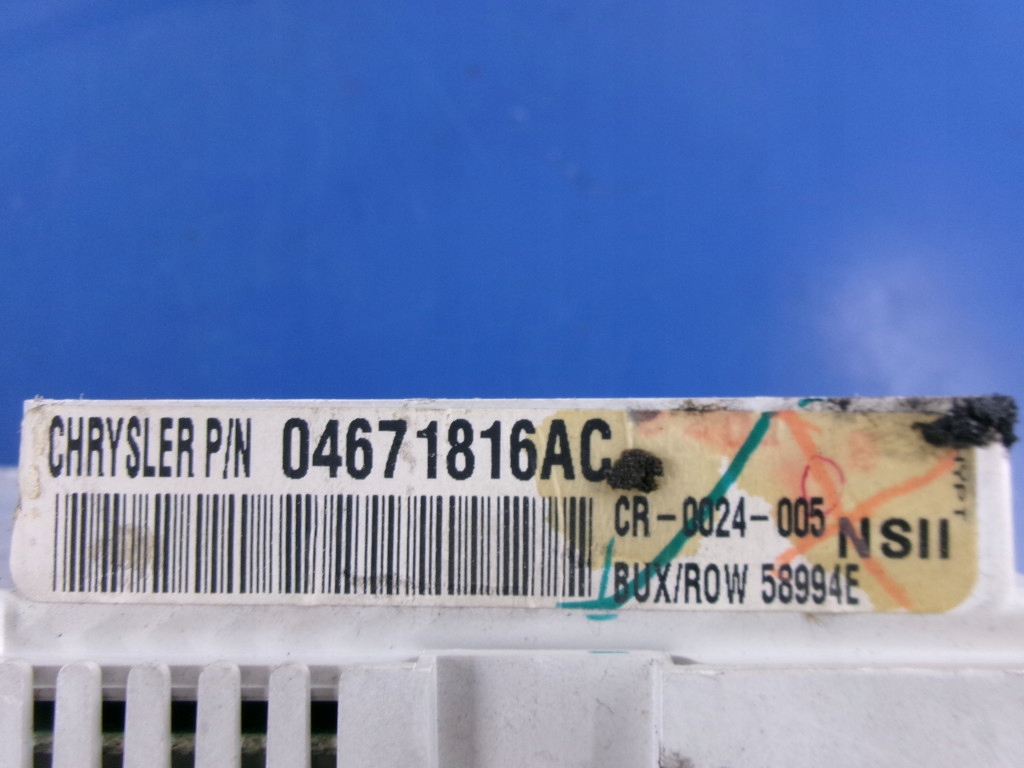 CHRYSLER P/N 04671816AC
CR-0024-005
NSII
BUX/ROW 58994E